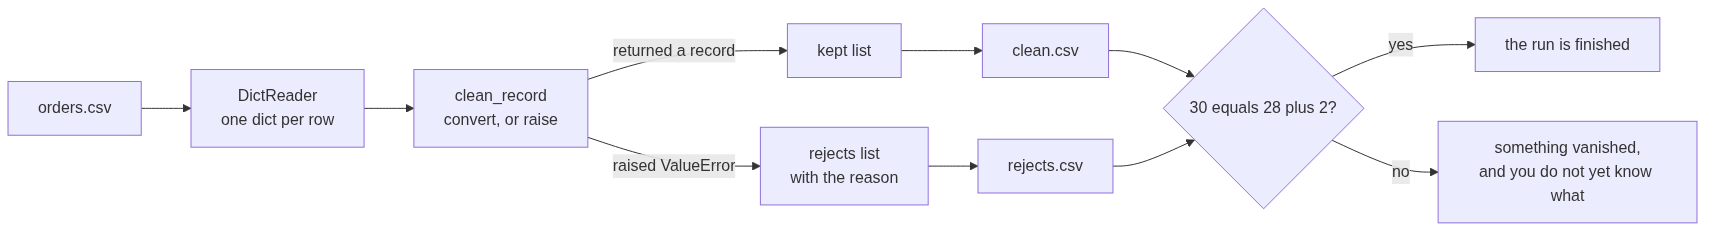 orders.csv
DictReader
one dict per row
clean_record
convert, or raise
returned a record
raised ValueError
kept list
rejects list
with the reason
clean.csv
rejects.csv
30 equals 28 plus 2?
yes
no
the run is finished
something vanished,
and you do not yet know
what